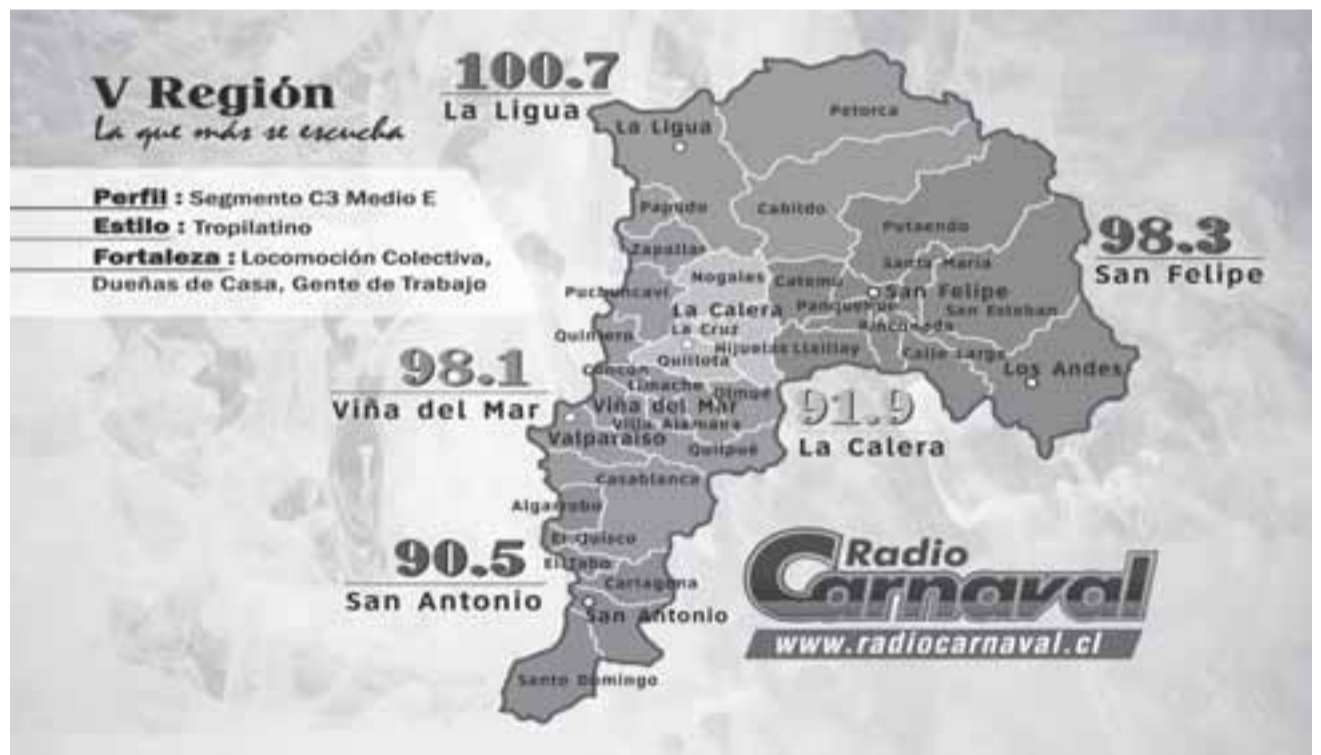 V Región
La que más se escucha
Perfil : Segmento C3 Medio E
Estilo : Tropilatino
Fortaleza : Locomoción Colectiva,
Dueñas de Casa, Gente de Trabajo
100.7
La Ligua
98.3
San Felipe
98.1
Viña del Mar
91.9
La Calera
90.5
San Antonio
Petorca
La Ligua
Papudo
Cabildo
Putaendo
Zapallar
Santa María
Nogales
Catemu
Puchuncaví
San Felipe
Panquehue
San Esteban
La Calera
Rinconada
La Cruz
Quintero
Hijuelas
Llaillay
Calle Larga
Quillota
Los Andes
Concón
Limache
Olmué
Viña del Mar
Villa Alemana
Valparaíso
Quilpué
Casablanca
Algarrobo
El Quisco
El Tabo
Cartagena
San Antonio
Santo Domingo
Radio
Carnaval
www.radiocarnaval.cl